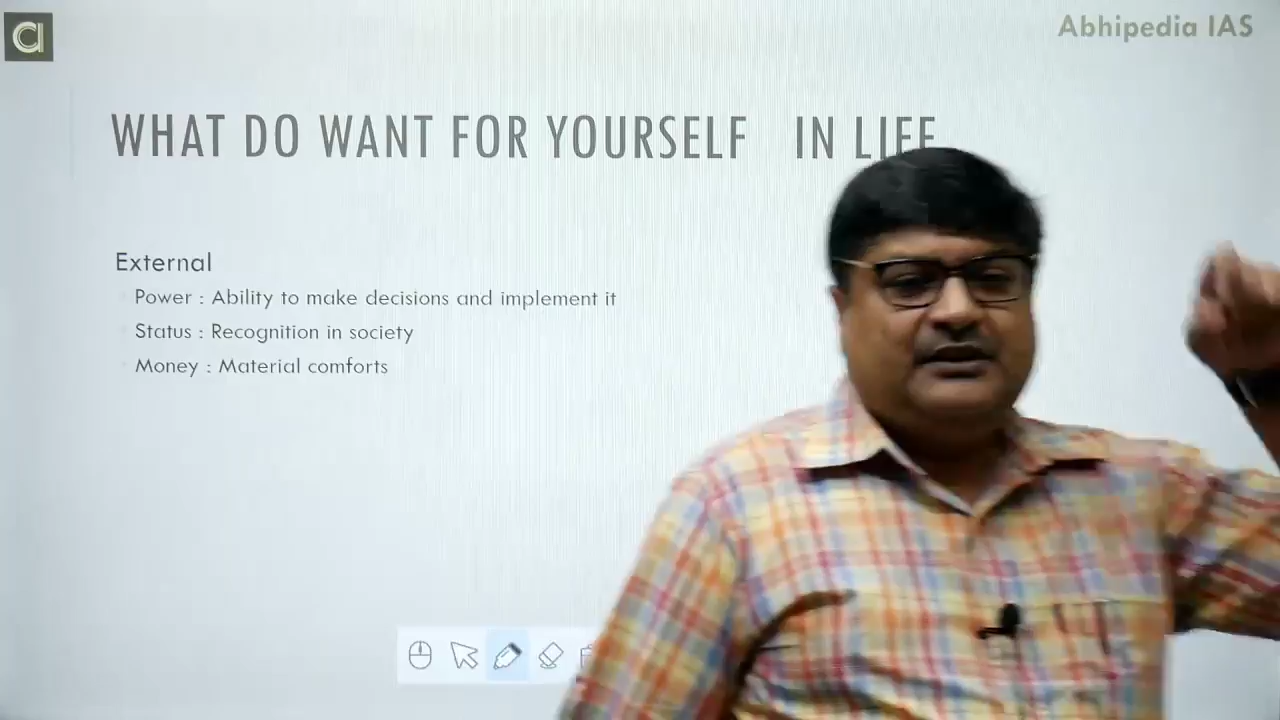 Abhipedia IAS
WHAT DO WANT FOR YOURSELF IN LIFE
External
Power : Ability to make decisions and implement it
Status : Recognition in society
Money : Material comforts